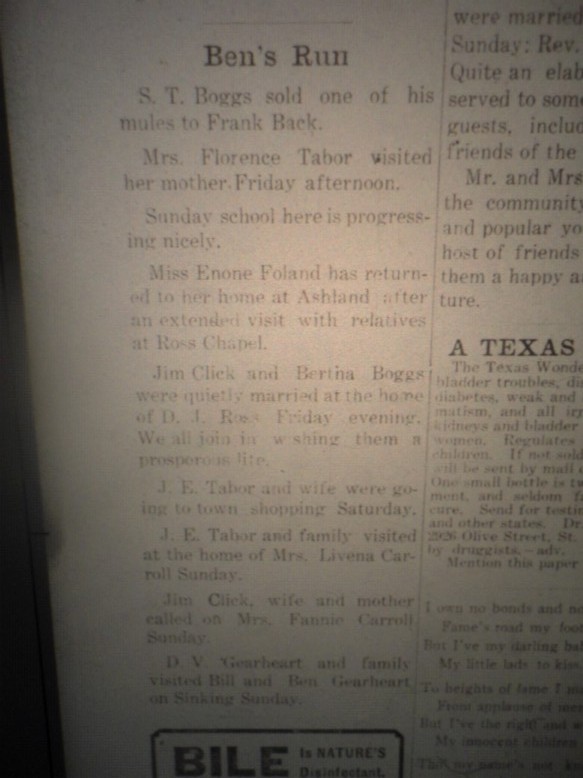 Ben's Run
S. T. Boggs sold one of his
mules to Frank Back.
Mrs. Florence Tabor visited
her mother Friday afternoon.
Sunday school here is progress-
ing nicely.
Miss Enone Foland has return-
ed to her home at Ashland after
an extended visit with relatives
at Ross Chapel.
Jim Click and Bertha Boggs
were quietly married at the home
of D. J. Ross Friday evening.
We all join in w shing them a
prosperous life.
J. E. Tabor and wife were go-
ing to town shopping Saturday.
J. E. Tabor and family visited
at the home of Mrs. Livena Car-
roll Sunday.
Jim Click, wife and mother
called on Mrs. Fannie Carroll
Sunday.
D. V. Gearheart and family
visited Bill and Ben Gearheart
on Sinking Sunday.
BILE Is NATURE'S
Disinfectant.
were married
Sunday: Rev.
Quite an elab
served to som
guests, includ
friends of the
Mr. and Mrs
the community
and popular yo
host of friends
them a happy a
ture.
A TEXAS
The Texas Wonde
bladder troubles, di
diabetes, weak and
matism, and all irr
kidneys and bladder
women. Regulates
children. If not sold
will be sent by mail
One small bottle is tw
ment, and seldom fa
cure. Send for testin
and other states. Dr.
2926 Olive Street, St.
by druggists.—adv.
Mention this paper
I own no bonds and no
Fame's road my foot
But I've my darling bab
My little lads to kiss
To heights of fame
From applause of men
But I've the right and
My innocent children
my name's not